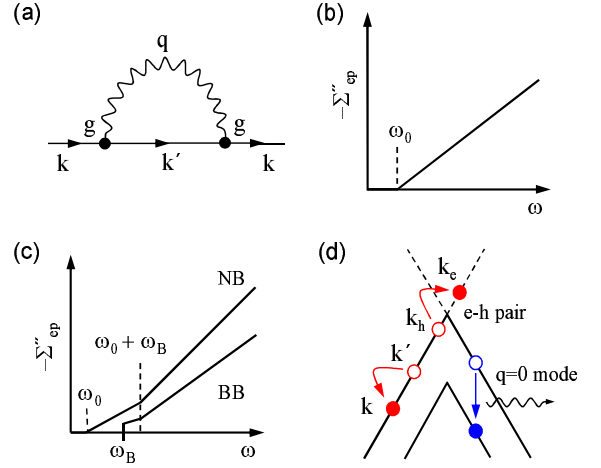 (a)
q
g
g
k
k´
k
(b)
−Σ″ep
ω0
ω
(c)
−Σ″ep
NB
ω0 + ωB
ω0
BB
ωB
ω
(d)
ke
e-h pair
kh
k´
q=0 mode
k